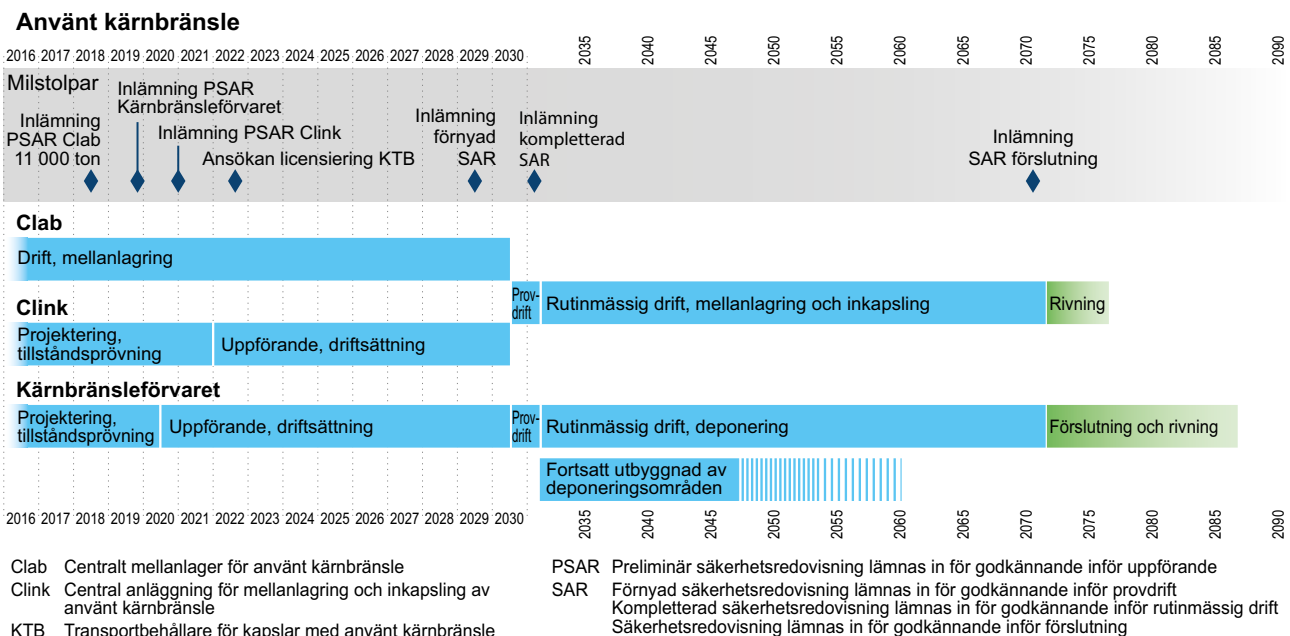 Använt kärnbränsle
2016 2017 2018 2019 2020 2021 2022 2023 2024 2025 2026 2027 2028 2029 2030 2035 2040 2045 2050 2055 2060 2065 2070 2075 2080 2085 2090
Milstolpar
Inlämning PSAR
Kärnbränsleförvaret
Inlämning
PSAR Clab
11 000 ton
Inlämning PSAR Clink
Ansökan licensiering KTB
Inlämning
förnyad
SAR
Inlämning
kompletterad
SAR
Inlämning
SAR förslutning
Clab
Drift, mellanlagring
Prov-
drift
Rutinmässig drift, mellanlagring och inkapsling
Rivning
Clink
Projektering,
tillståndsprövning
Uppförande, driftsättning
Kärnbränsleförvaret
Projektering,
tillståndsprövning
Uppförande, driftsättning
Prov-
drift
Rutinmässig drift, deponering
Förslutning och rivning
Fortsatt utbyggnad av
deponeringsområden
2016 2017 2018 2019 2020 2021 2022 2023 2024 2025 2026 2027 2028 2029 2030 2035 2040 2045 2050 2055 2060 2065 2070 2075 2080 2085 2090
Clab Centralt mellanlager för använt kärnbränsle
Clink Central anläggning för mellanlagring och inkapsling av
använt kärnbränsle
KTB Transportbehållare för kapslar med använt kärnbränsle
PSAR Preliminär säkerhetsredovisning lämnas in för godkännande inför uppförande
SAR Förnyad säkerhetsredovisning lämnas in för godkännande inför provdrift
Kompletterad säkerhetsredovisning lämnas in för godkännande inför rutinmässig drift
Säkerhetsredovisning lämnas in för godkännande inför förslutning